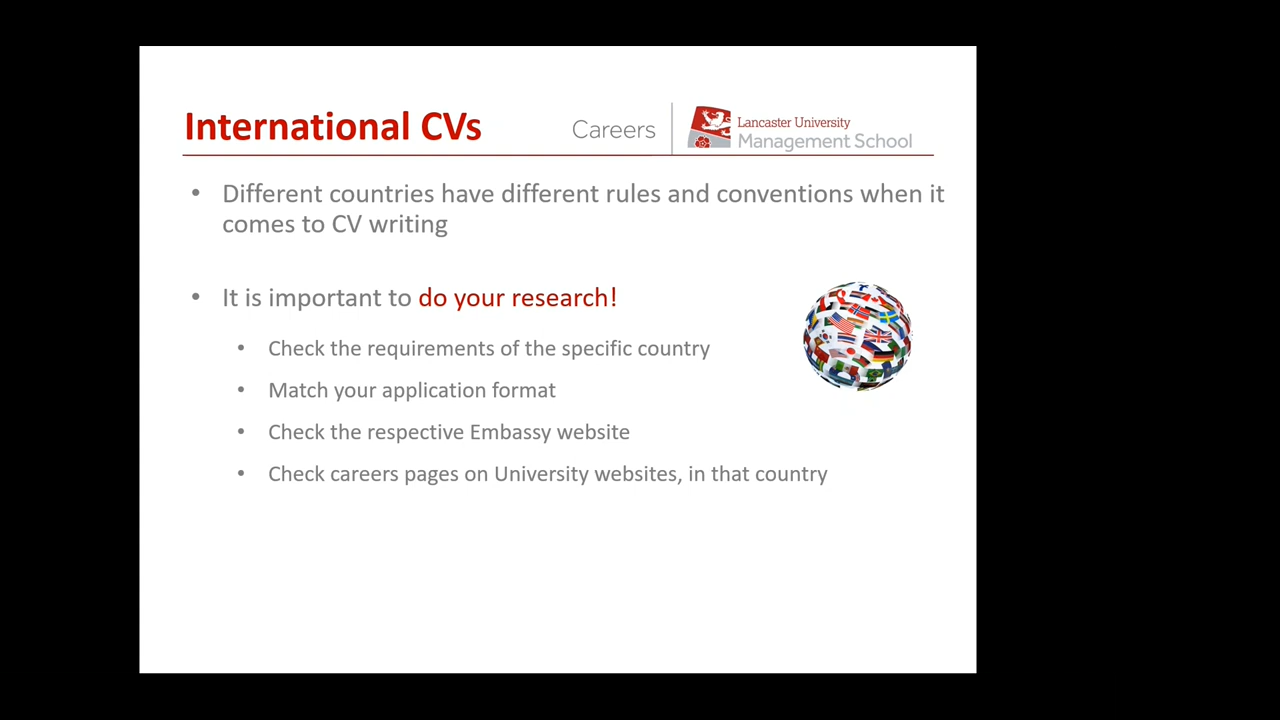 International CVs
Careers
Lancaster University
Management School
• Different countries have different rules and conventions when it
comes to CV writing
• It is important to do your research!
• Check the requirements of the specific country
• Match your application format
• Check the respective Embassy website
• Check careers pages on University websites, in that country